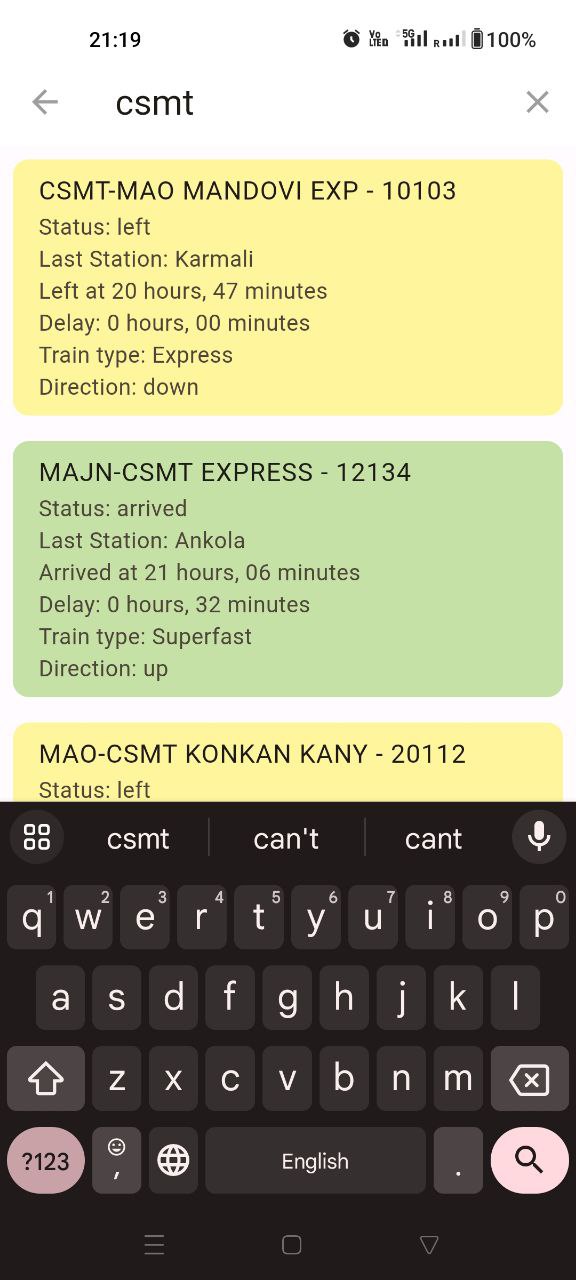 21:19
Vo
LTED
5G
R
100%
csmt
CSMT-MAO MANDOVI EXP - 10103
Status: left
Last Station: Karmali
Left at 20 hours, 47 minutes
Delay: 0 hours, 00 minutes
Train type: Express
Direction: down
MAJN-CSMT EXPRESS - 12134
Status: arrived
Last Station: Ankola
Arrived at 21 hours, 06 minutes
Delay: 0 hours, 32 minutes
Train type: Superfast
Direction: up
MAO-CSMT KONKAN KANY - 20112
Status: left
csmt can't cant
1 2 3 4 5 6 7 8 9 0
q w e r t y u i o p
a s d f g h j k l
z x c v b n m
?123 , English .